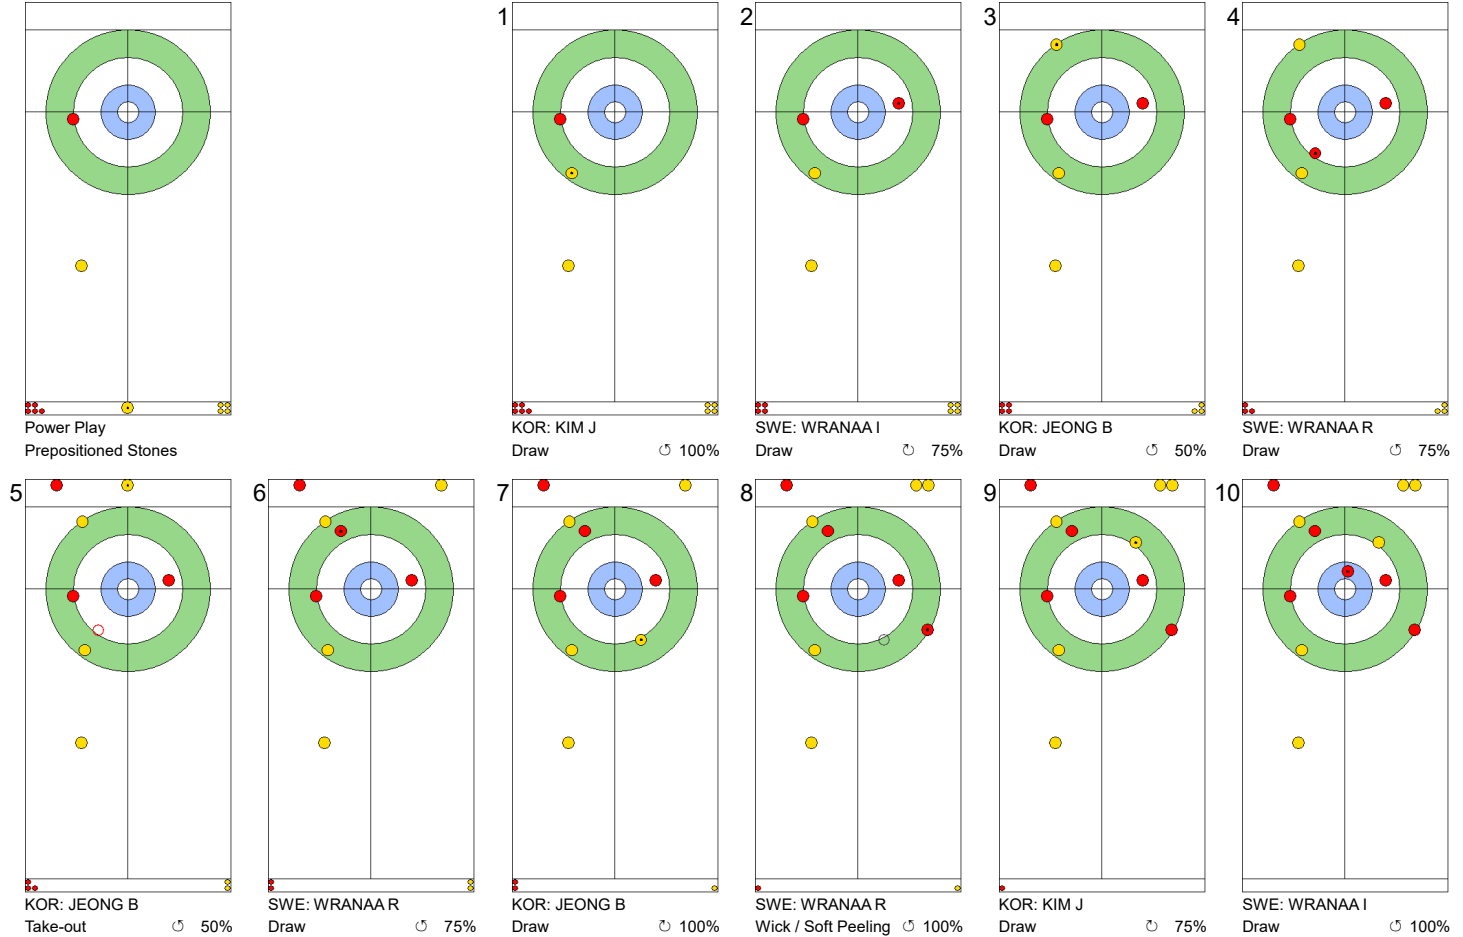 Power Play
Prepositioned Stones
1
KOR: KIM J
Draw ↺ 100%
2
SWE: WRANAA I
Draw ↻ 75%
3
KOR: JEONG B
Draw ↺ 50%
4
SWE: WRANAA R
Draw ↺ 75%
5
KOR: JEONG B
Take-out ↺ 50%
6
SWE: WRANAA R
Draw ↺ 75%
7
KOR: JEONG B
Draw ↻ 100%
8
SWE: WRANAA R
Wick / Soft Peeling ↺ 100%
9
KOR: KIM J
Draw ↻ 75%
10
SWE: WRANAA I
Draw ↺ 100%